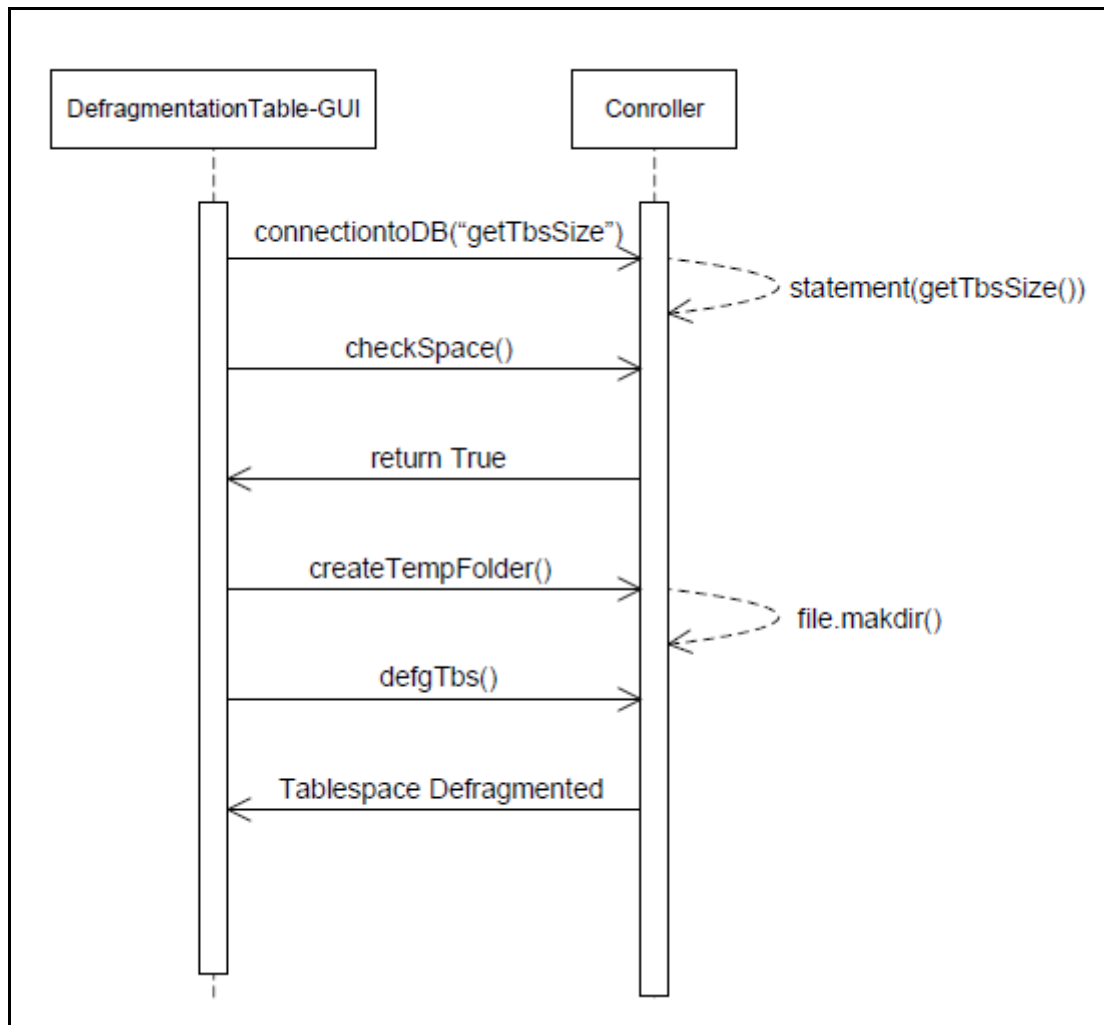 DefragmentationTable-GUI
Conroller
connectiontoDB(“getTbsSize”)
statement(getTbsSize())
checkSpace()
return True
createTempFolder()
file.makdir()
defgTbs()
Tablespace Defragmented